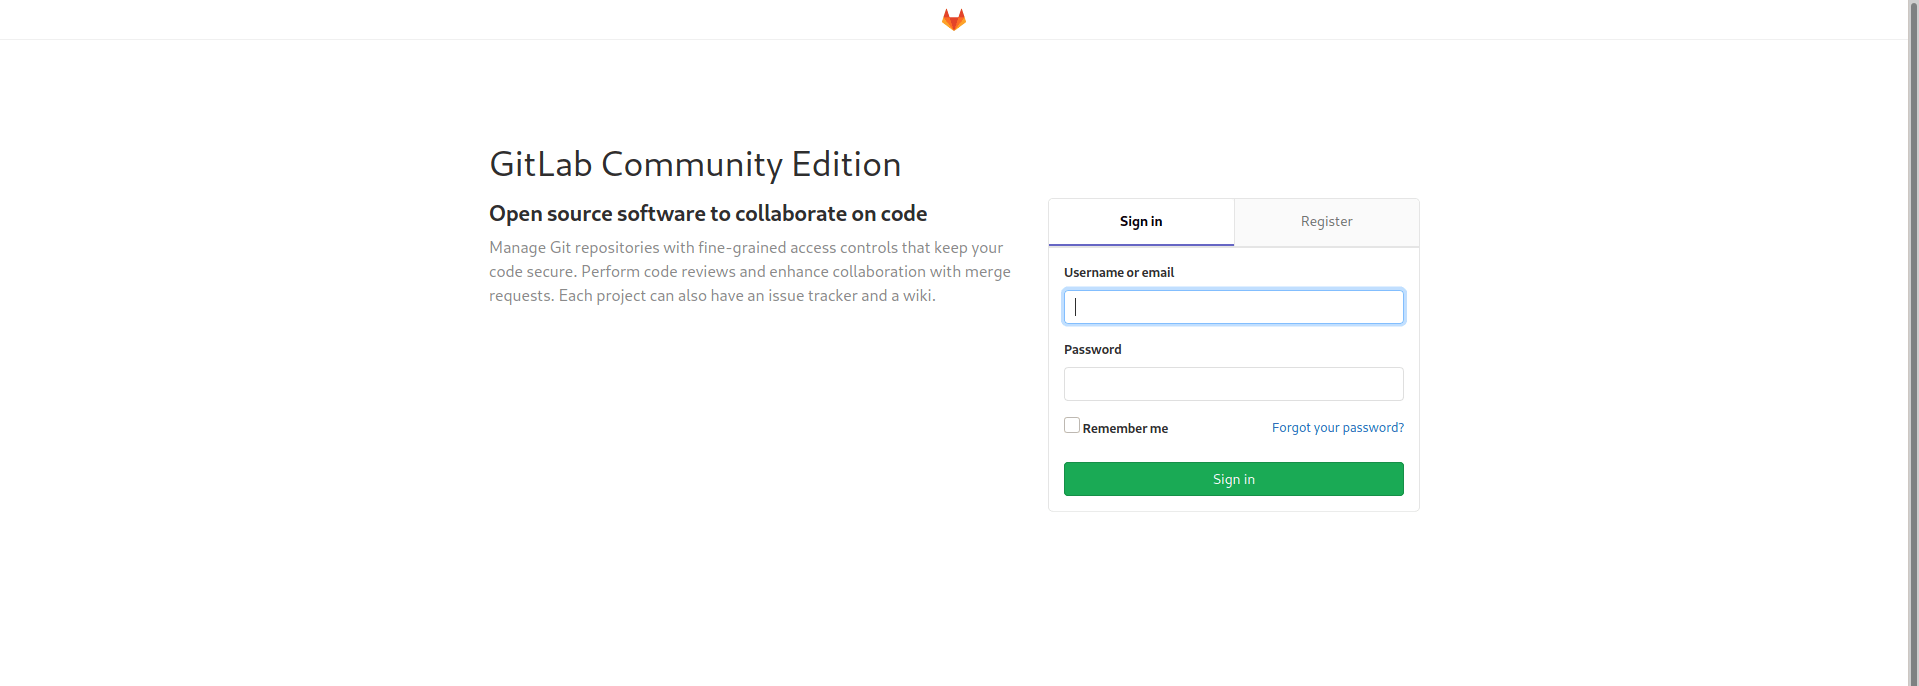 GitLab Community Edition
Open source software to collaborate on code
Manage Git repositories with fine-grained access controls that keep your
code secure. Perform code reviews and enhance collaboration with merge
requests. Each project can also have an issue tracker and a wiki.
Sign in
Register
Username or email
Password
Remember me
Forgot your password?
Sign in